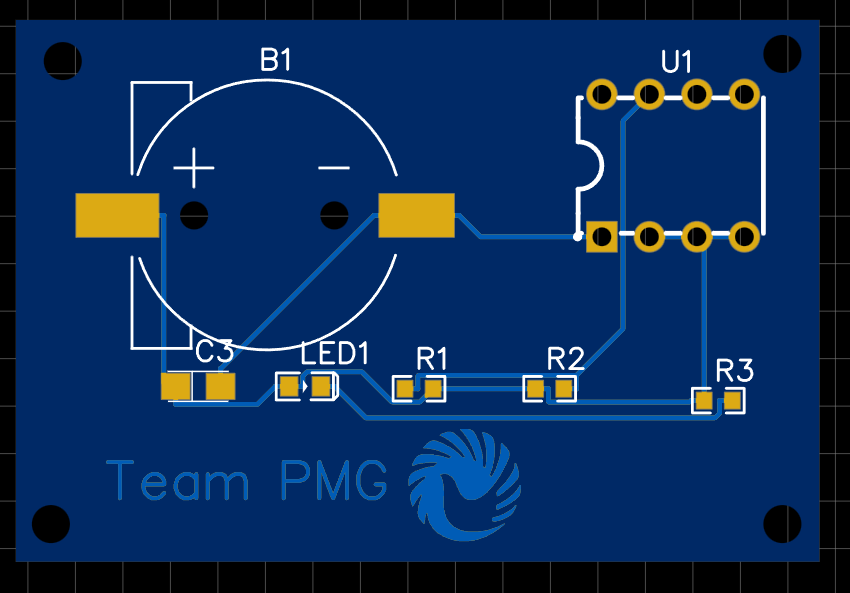 B1
U1
+ −
C3 LED1 R1 R2 R3
Team PMG